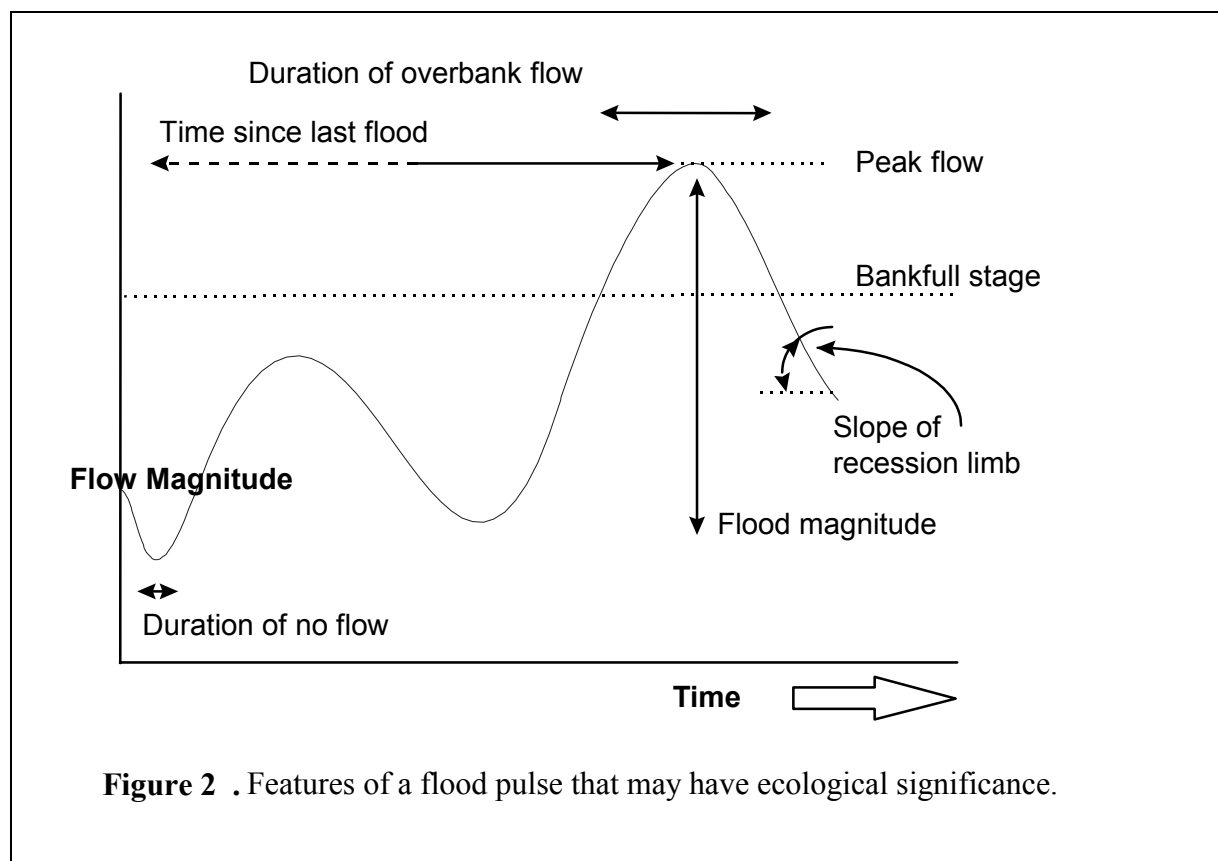 Duration of overbank flow
Time since last flood
Peak flow
Bankfull stage
Slope of
recession limb
Flow Magnitude
Flood magnitude
Duration of no flow
Time
Figure 2 . Features of a flood pulse that may have ecological significance.